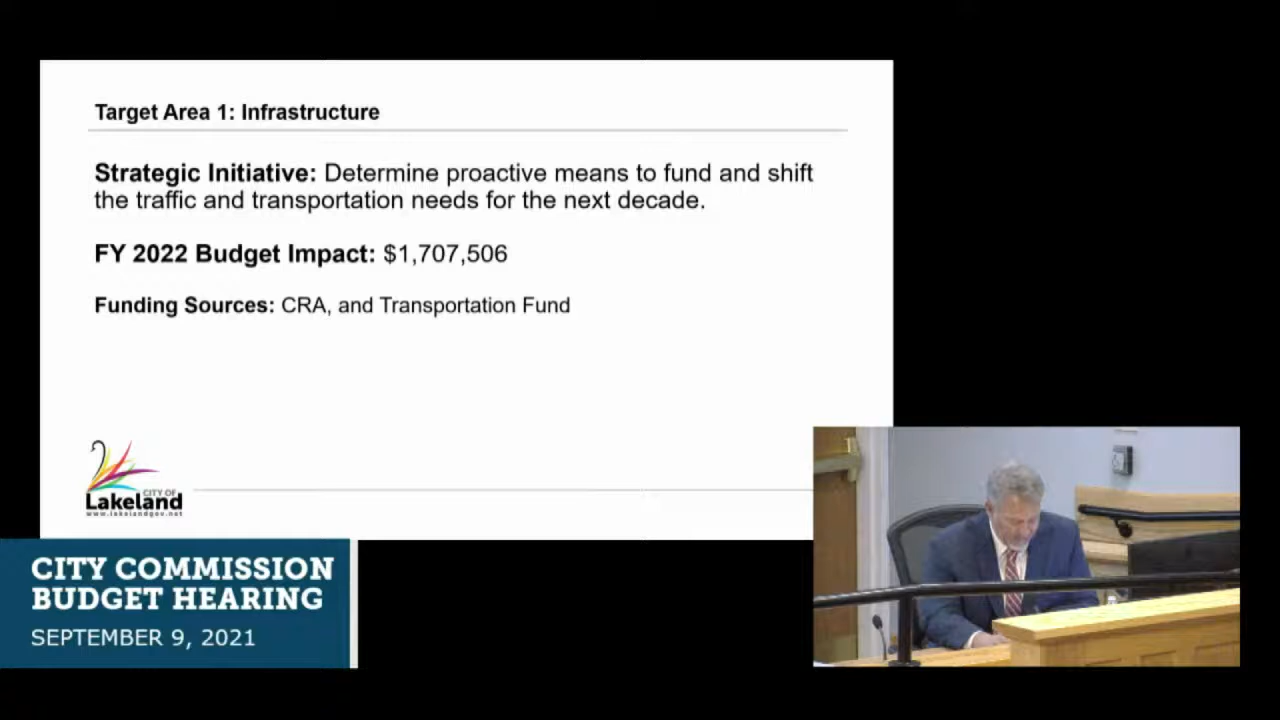 Target Area 1: Infrastructure
Strategic Initiative: Determine proactive means to fund and shift
the traffic and transportation needs for the next decade.
FY 2022 Budget Impact: $1,707,506
Funding Sources: CRA, and Transportation Fund
CITY OF
Lakeland
www.lakelandgov.net
CITY COMMISSION
BUDGET HEARING
SEPTEMBER 9, 2021